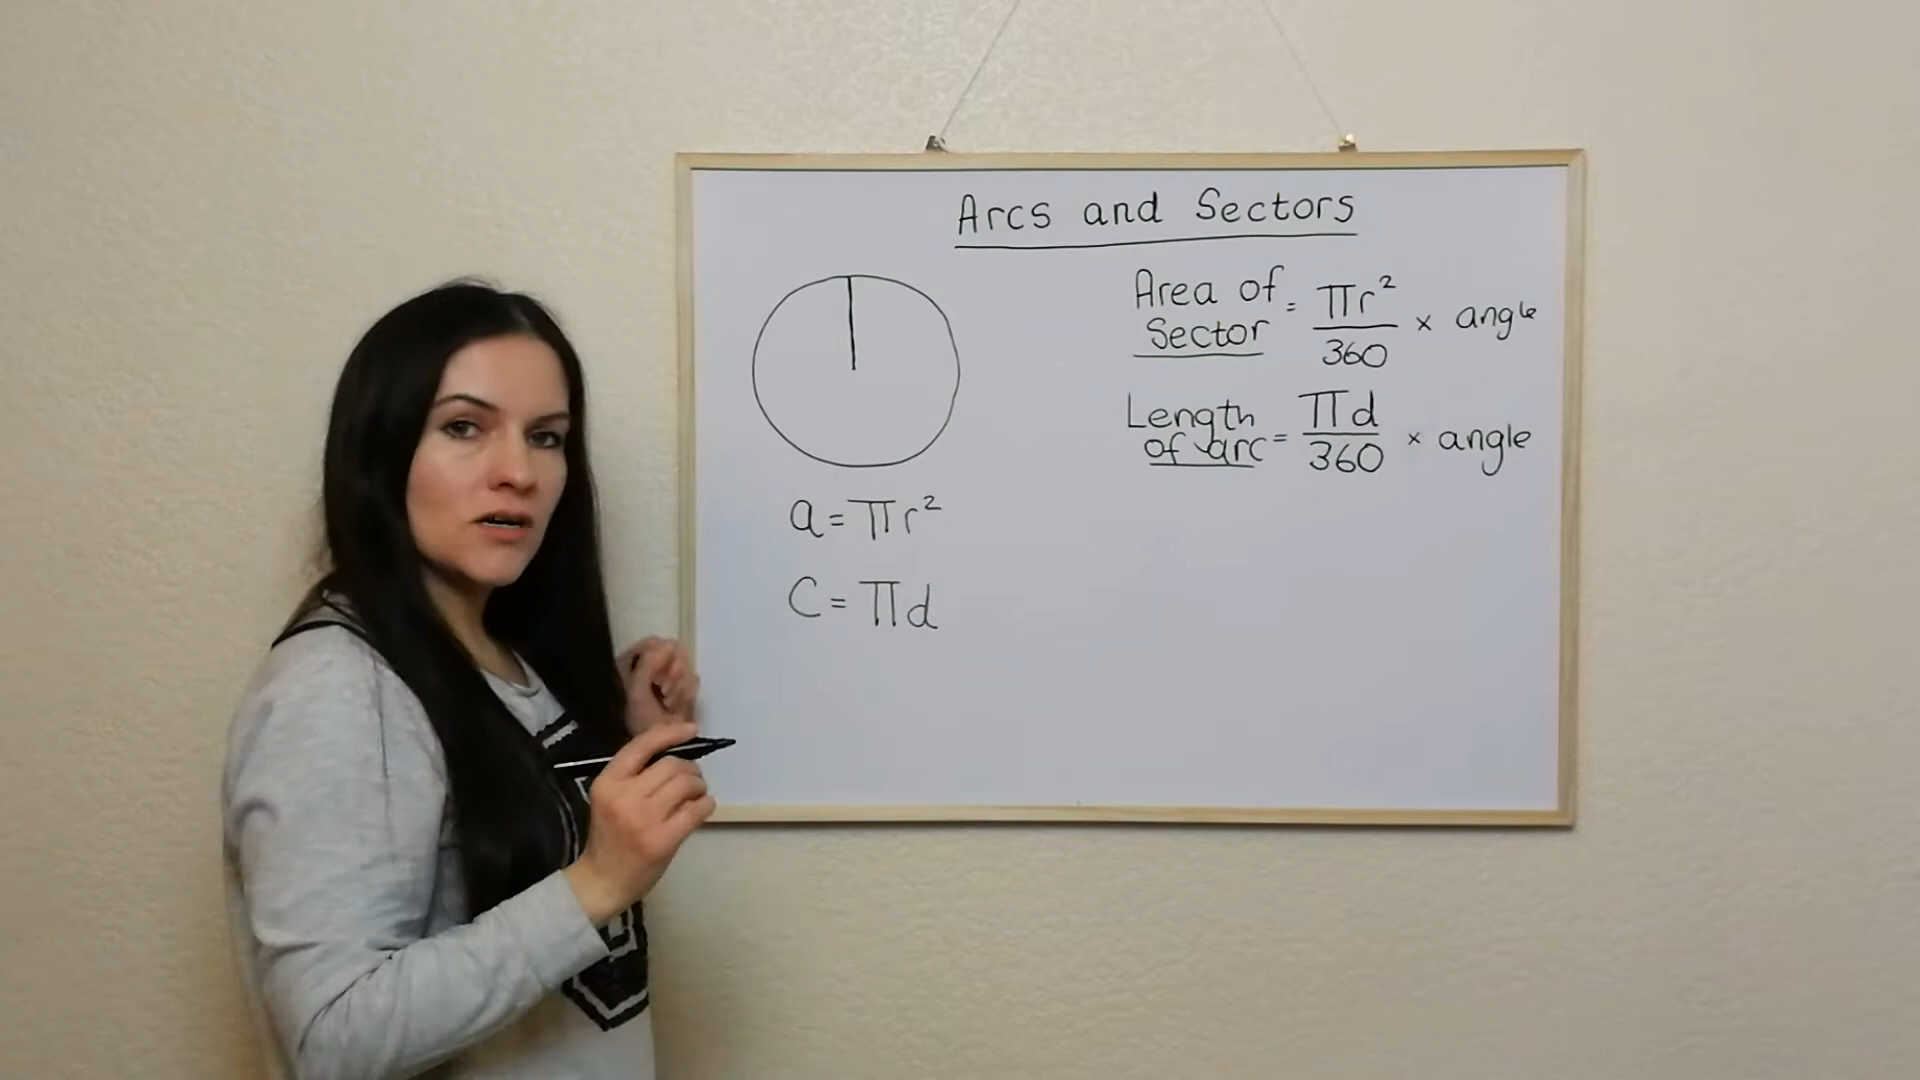 Arcs and Sectors
Area of
Sector = πr² / 360 × angle
Length
of arc = πd / 360 × angle
a = πr²
C = πd